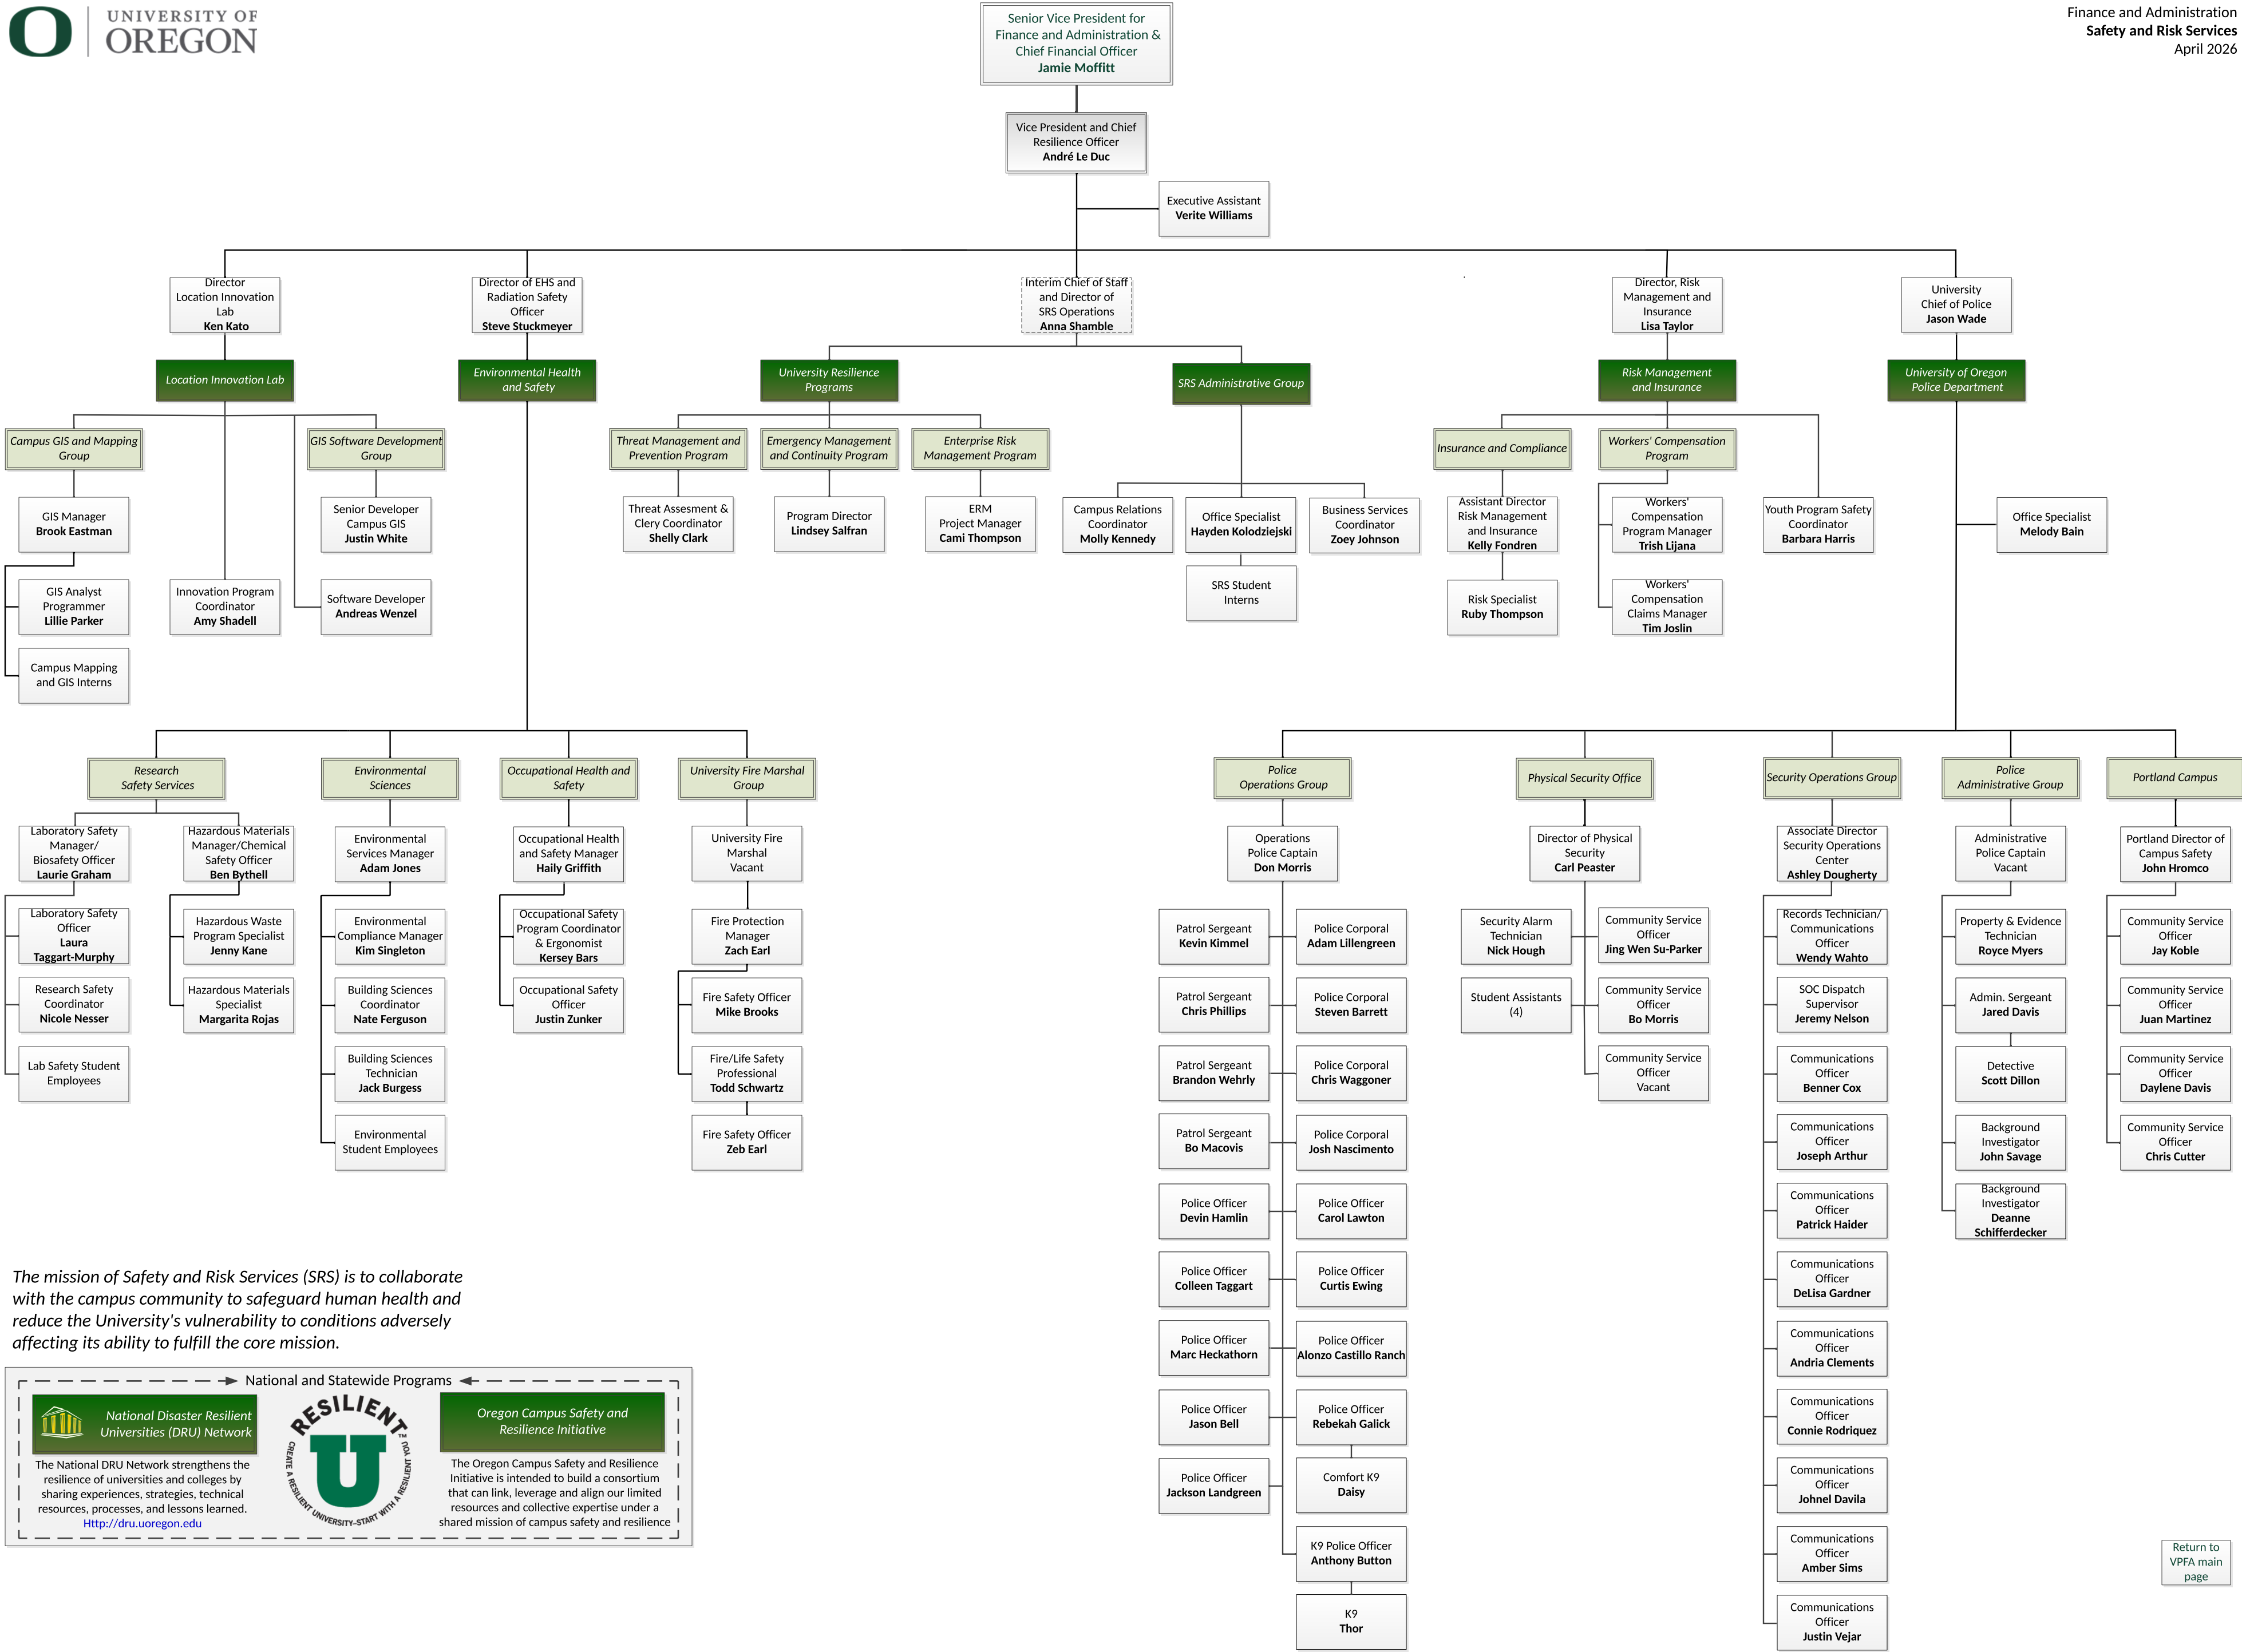 UNIVERSITY OF
OREGON
Senior Vice President for
Finance and Administration &
Chief Financial Officer
Jamie Moffitt
Finance and Administration
Safety and Risk Services
April 2026
Vice President and Chief
Resilience Officer
André Le Duc
Executive Assistant
Verite Williams
Director
Location Innovation
Lab
Ken Kato
Director of EHS and
Radiation Safety
Officer
Steve Stuckmeyer
Interim Chief of Staff
and Director of
SRS Operations
Anna Shamble
Director, Risk
Management and
Insurance
Lisa Taylor
University
Chief of Police
Jason Wade
Location Innovation Lab
Environmental Health
and Safety
University Resilience
Programs
SRS Administrative Group
Risk Management
and Insurance
University of Oregon
Police Department
Campus GIS and Mapping
Group
GIS Software Development
Group
Threat Management and
Prevention Program
Emergency Management
and Continuity Program
Enterprise Risk
Management Program
Insurance and Compliance
Workers' Compensation
Program
GIS Manager
Brook Eastman
Senior Developer
Campus GIS
Justin White
Threat Assesment &
Clery Coordinator
Shelly Clark
Program Director
Lindsey Salfran
ERM
Project Manager
Cami Thompson
Campus Relations
Coordinator
Molly Kennedy
Office Specialist
Hayden Kolodziejski
Business Services
Coordinator
Zoey Johnson
Assistant Director
Risk Management
and Insurance
Kelly Fondren
Workers'
Compensation
Program Manager
Trish Lijana
Youth Program Safety
Coordinator
Barbara Harris
Office Specialist
Melody Bain
GIS Analyst
Programmer
Lillie Parker
Innovation Program
Coordinator
Amy Shadell
Software Developer
Andreas Wenzel
SRS Student
Interns
Risk Specialist
Ruby Thompson
Workers'
Compensation
Claims Manager
Tim Joslin
Campus Mapping
and GIS Interns
Research
Safety Services
Environmental
Sciences
Occupational Health and
Safety
University Fire Marshal
Group
Police
Operations Group
Physical Security Office
Security Operations Group
Police
Administrative Group
Portland Campus
Laboratory Safety
Manager/
Biosafety Officer
Laurie Graham
Hazardous Materials
Manager/Chemical
Safety Officer
Ben Bythell
Environmental
Services Manager
Adam Jones
Occupational Health
and Safety Manager
Haily Griffith
University Fire
Marshal
Vacant
Operations
Police Captain
Don Morris
Director of Physical
Security
Carl Peaster
Associate Director
Security Operations
Center
Ashley Dougherty
Administrative
Police Captain
Vacant
Portland Director of
Campus Safety
John Hromco
Laboratory Safety
Officer
Laura
Taggart-Murphy
Hazardous Waste
Program Specialist
Jenny Kane
Environmental
Compliance Manager
Kim Singleton
Occupational Safety
Program Coordinator
& Ergonomist
Kersey Bars
Fire Protection
Manager
Zach Earl
Patrol Sergeant
Kevin Kimmel
Police Corporal
Adam Lillengreen
Security Alarm
Technician
Nick Hough
Community Service
Officer
Jing Wen Su-Parker
Records Technician/
Communications
Officer
Wendy Wahto
Property & Evidence
Technician
Royce Myers
Community Service
Officer
Jay Koble
Research Safety
Coordinator
Nicole Nesser
Hazardous Materials
Specialist
Margarita Rojas
Building Sciences
Coordinator
Nate Ferguson
Occupational Safety
Officer
Justin Zunker
Fire Safety Officer
Mike Brooks
Patrol Sergeant
Chris Phillips
Police Corporal
Steven Barrett
Student Assistants
(4)
Community Service
Officer
Bo Morris
SOC Dispatch
Supervisor
Jeremy Nelson
Admin. Sergeant
Jared Davis
Community Service
Officer
Juan Martinez
Lab Safety Student
Employees
Building Sciences
Technician
Jack Burgess
Fire/Life Safety
Professional
Todd Schwartz
Patrol Sergeant
Brandon Wehrly
Police Corporal
Chris Waggoner
Community Service
Officer
Vacant
Communications
Officer
Benner Cox
Detective
Scott Dillon
Community Service
Officer
Daylene Davis
Environmental
Student Employees
Fire Safety Officer
Zeb Earl
Patrol Sergeant
Bo Macovis
Police Corporal
Josh Nascimento
Communications
Officer
Joseph Arthur
Background
Investigator
John Savage
Community Service
Officer
Chris Cutter
Police Officer
Devin Hamlin
Police Officer
Carol Lawton
Communications
Officer
Patrick Haider
Background
Investigator
Deanne
Schifferdecker
Police Officer
Colleen Taggart
Police Officer
Curtis Ewing
Communications
Officer
DeLisa Gardner
Police Officer
Marc Heckathorn
Police Officer
Alonzo Castillo Ranch
Communications
Officer
Andria Clements
Police Officer
Jason Bell
Police Officer
Rebekah Galick
Communications
Officer
Connie Rodriquez
Police Officer
Jackson Landgreen
Comfort K9
Daisy
Communications
Officer
Johnel Davila
K9 Police Officer
Anthony Button
Communications
Officer
Amber Sims
K9
Thor
Communications
Officer
Justin Vejar
The mission of Safety and Risk Services (SRS) is to collaborate
with the campus community to safeguard human health and
reduce the University's vulnerability to conditions adversely
affecting its ability to fulfill the core mission.
National and Statewide Programs
National Disaster Resilient
Universities (DRU) Network
The National DRU Network strengthens the
resilience of universities and colleges by
sharing experiences, strategies, technical
resources, processes, and lessons learned.
Http://dru.uoregon.edu
RESILIENT™
U
CREATE A RESILIENT UNIVERSITY-START WITH A RESILIENT YOU
Oregon Campus Safety and
Resilience Initiative
The Oregon Campus Safety and Resilience
Initiative is intended to build a consortium
that can link, leverage and align our limited
resources and collective expertise under a
shared mission of campus safety and resilience
Return to
VPFA main
page